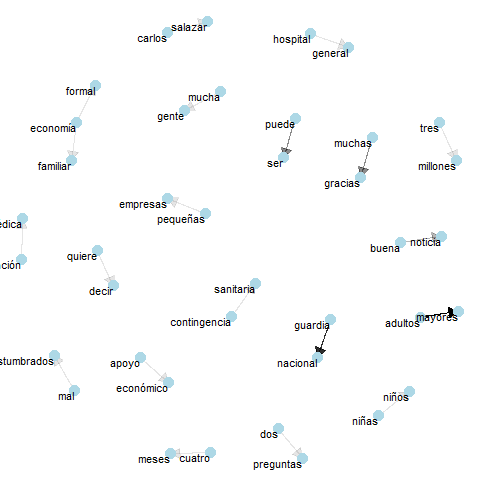 salazar
carlos
hospital
general
formal
mucha
gente
economía
puede
tres
muchas
familiar
ser
millones
gracias
empresas
pequeñas
edica
noticia
buena
quiere
nción
decir
sanitaria
contingencia
guardia
mayores
adultos
stumbrados
apoyo
nacional
económico
mal
niños
niñas
dos
meses
cuatro
preguntas